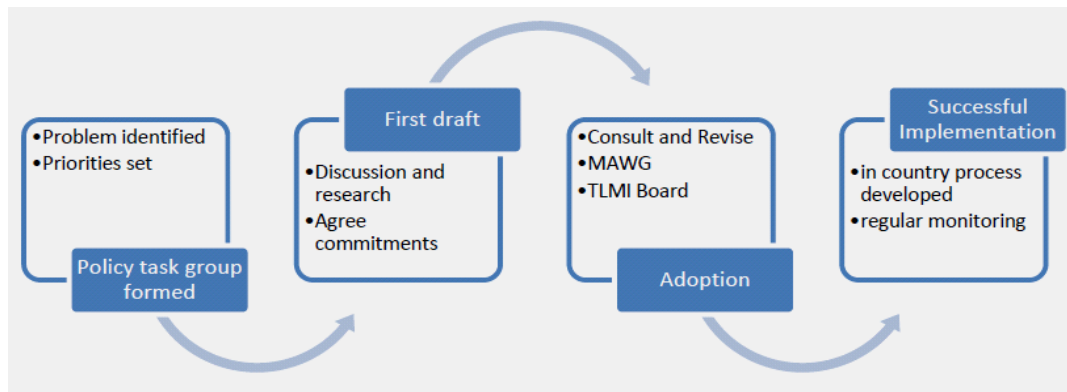 •Problem identified
•Priorities set
Policy task group
formed
First draft
•Discussion and
research
•Agree
commitments
•Consult and Revise
•MAWG
•TLMI Board
Adoption
Successful
Implementation
•in country process
developed
•regular monitoring